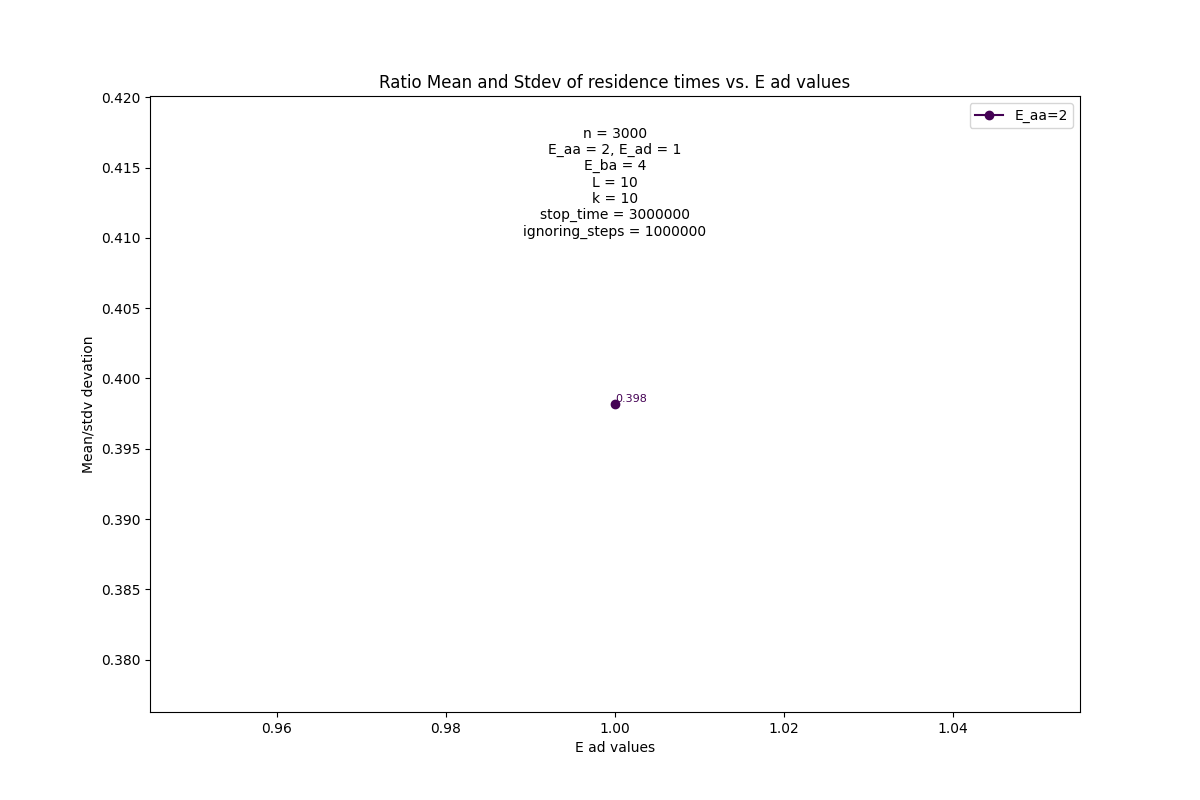 Ratio Mean and Stdev of residence times vs. E ad values
0.420
0.415
0.410
0.405
0.400
0.395
0.390
0.385
0.380
Mean/stdv devation
E_aa=2
n = 3000
E_aa = 2, E_ad = 1
E_ba = 4
L = 10
k = 10
stop_time = 3000000
ignoring_steps = 1000000
0.398
0.96
0.98
1.00
1.02
1.04
E ad values